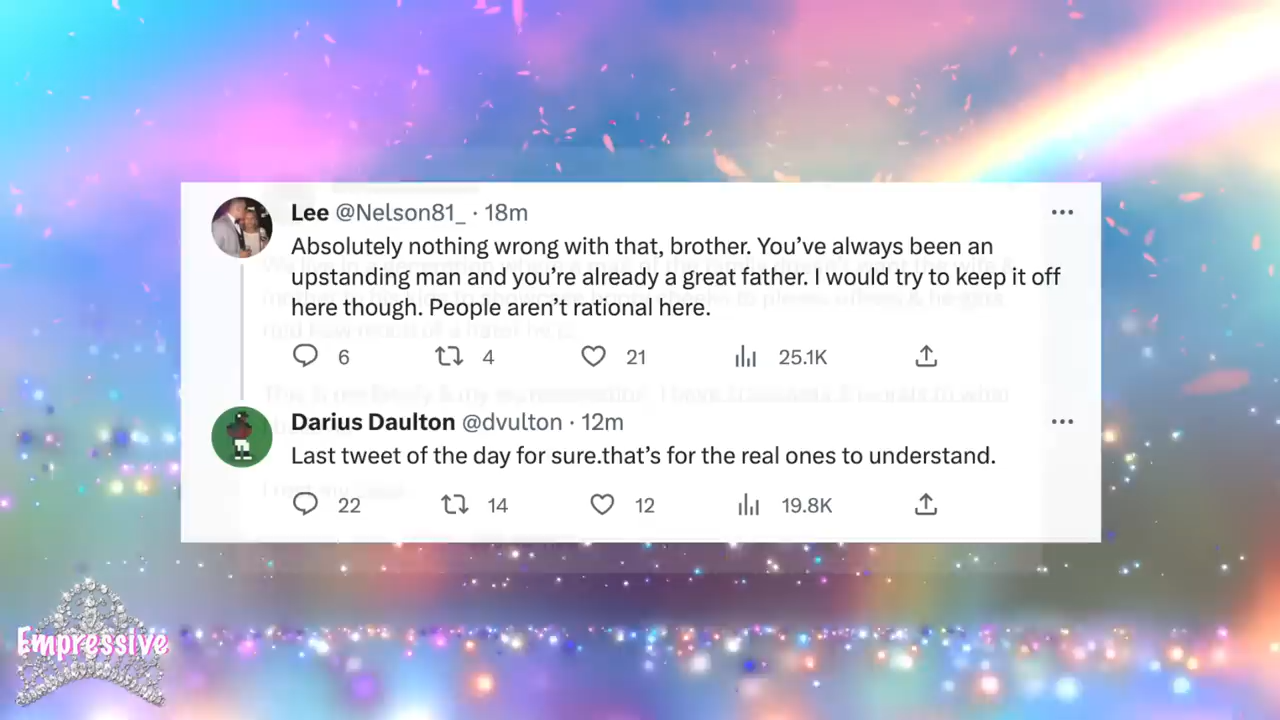 Lee @Nelson81_ · 18m
Absolutely nothing wrong with that, brother. You’ve always been an
upstanding man and you’re already a great father. I would try to keep it off
here though. People aren’t rational here.
6 4 21 25.1K
Darius Daulton @dvulton · 12m
Last tweet of the day for sure.that’s for the real ones to understand.
22 14 12 19.8K
Empressive